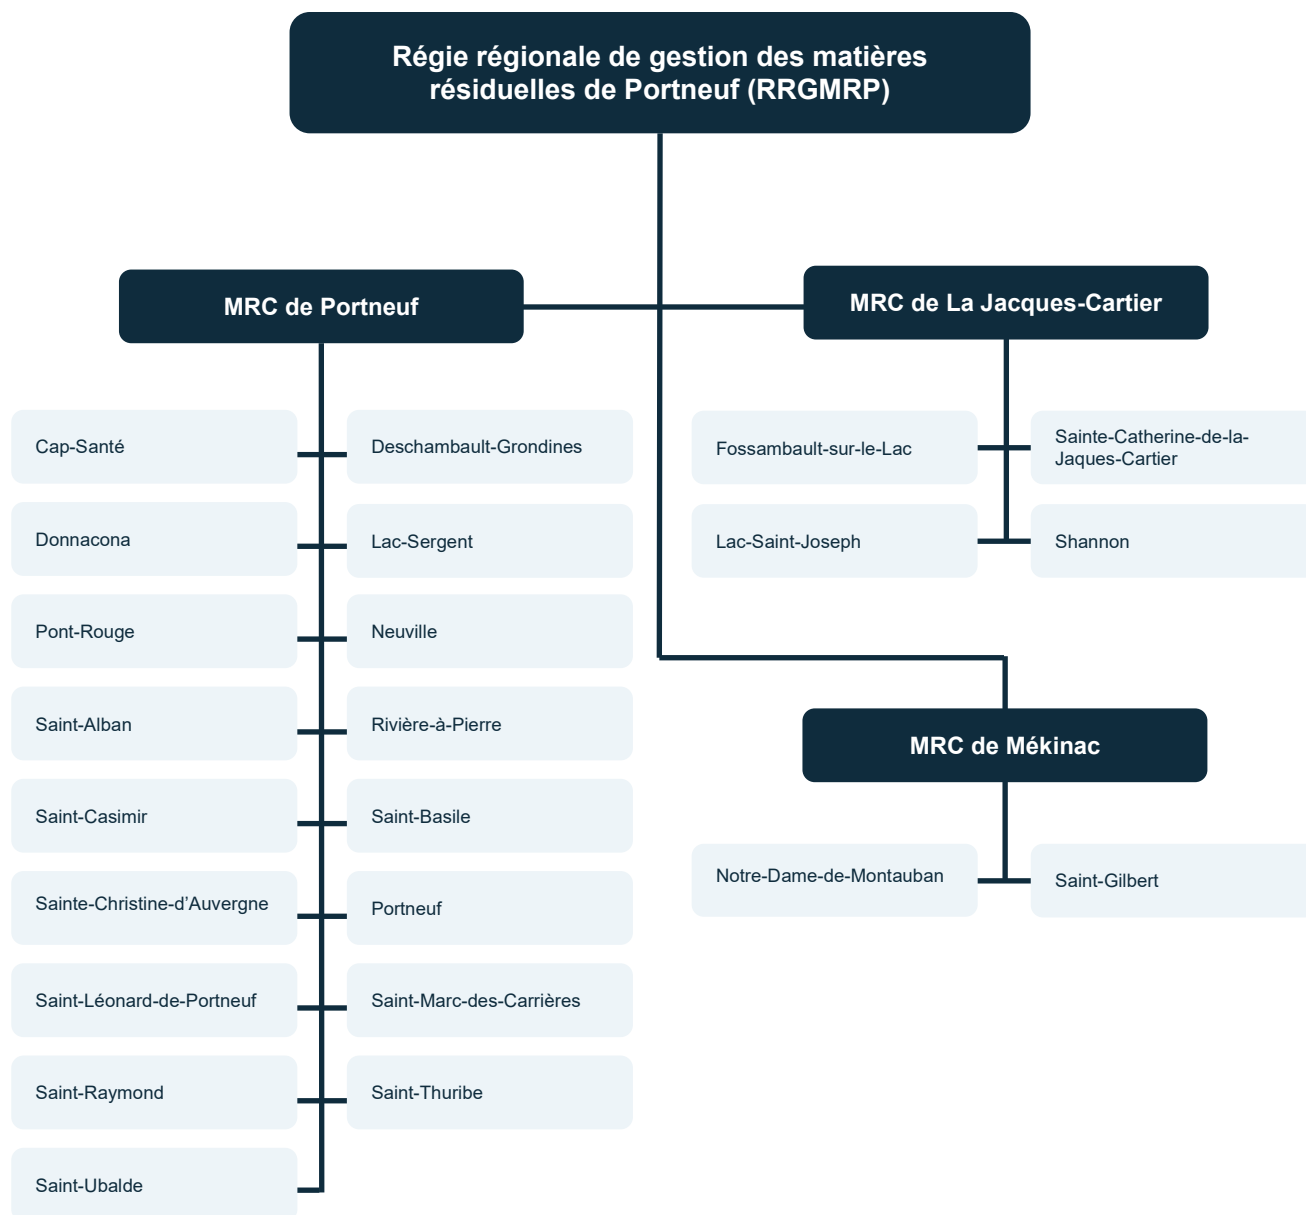 Régie régionale de gestion des matières
résiduelles de Portneuf (RRGMRP)
MRC de Portneuf
MRC de La Jacques-Cartier
Cap-Santé
Deschambault-Grondines
Fossambault-sur-le-Lac
Sainte-Catherine-de-la-
Jaques-Cartier
Donnacona
Lac-Sergent
Lac-Saint-Joseph
Shannon
Pont-Rouge
Neuville
Saint-Alban
Rivière-à-Pierre
MRC de Mékinac
Saint-Casimir
Saint-Basile
Notre-Dame-de-Montauban
Saint-Gilbert
Sainte-Christine-d’Auvergne
Portneuf
Saint-Léonard-de-Portneuf
Saint-Marc-des-Carrières
Saint-Raymond
Saint-Thuribe
Saint-Ubalde